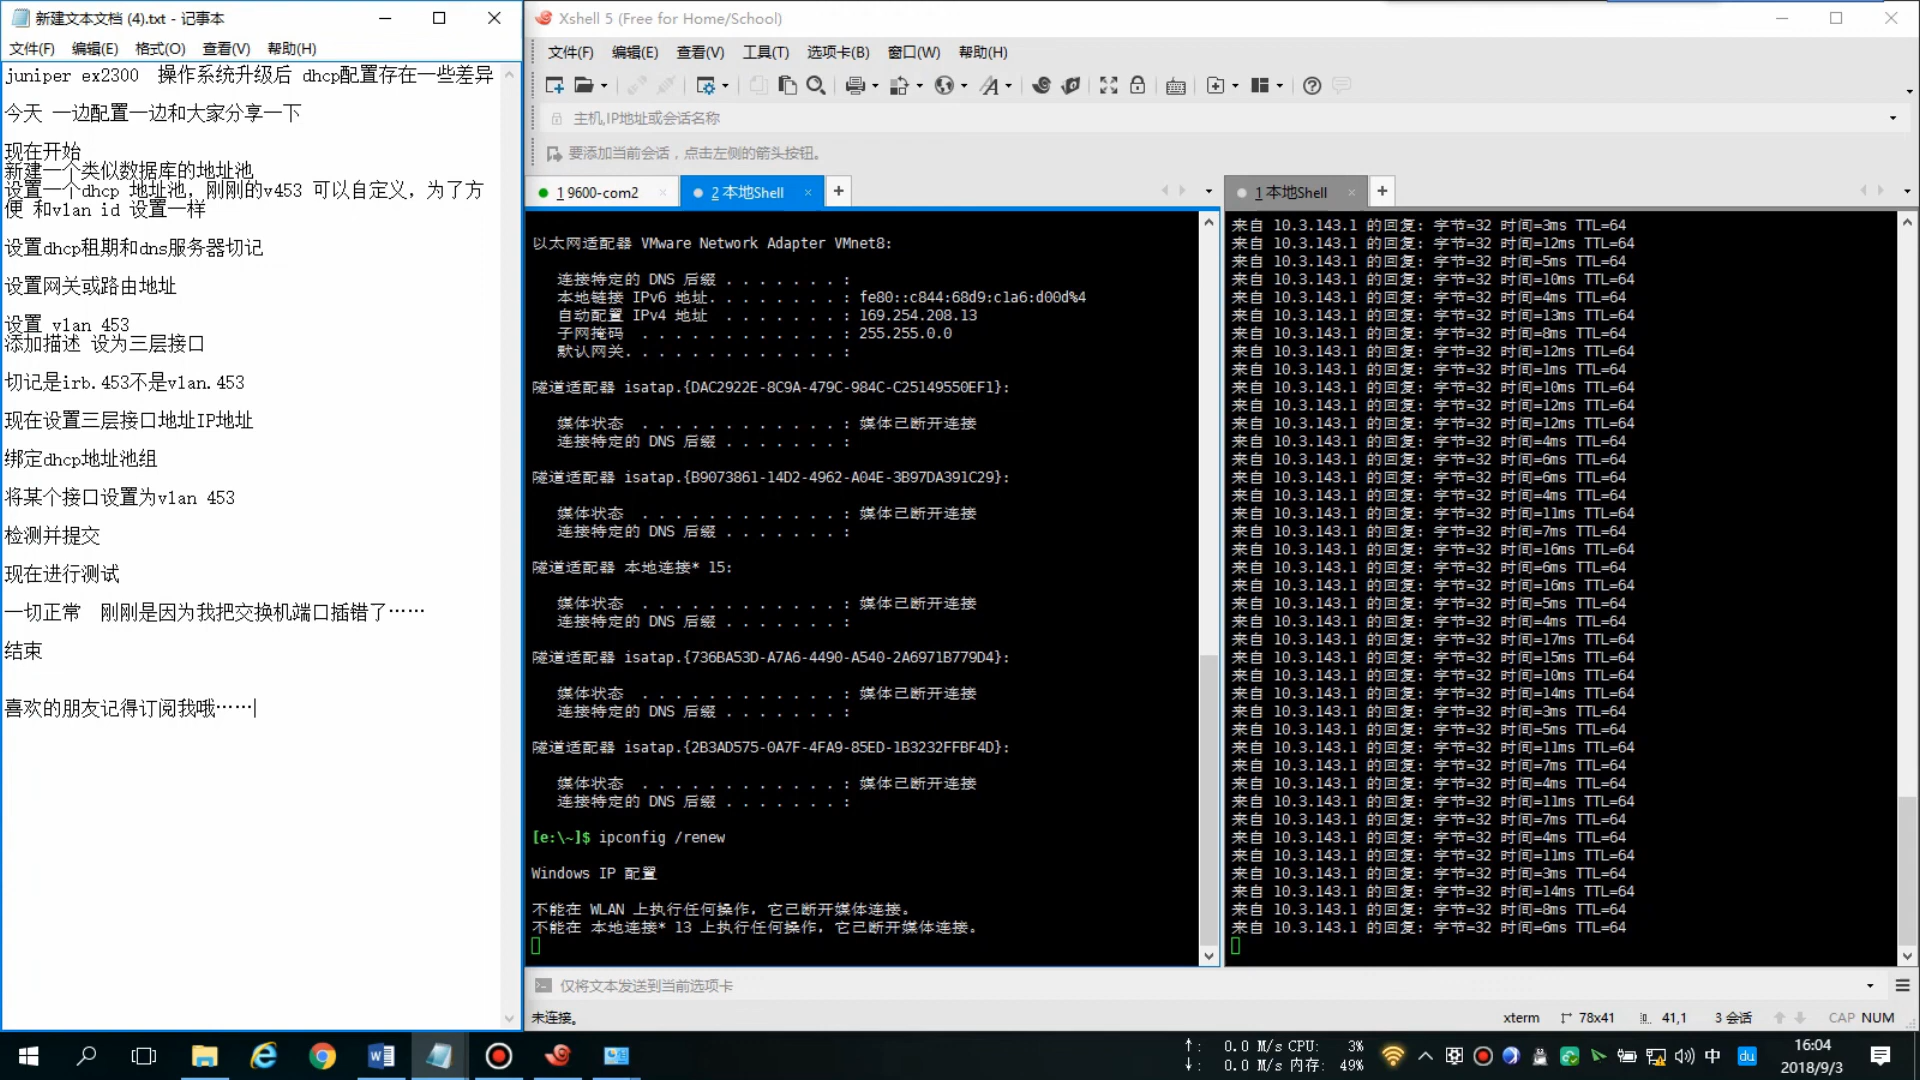 新建文本文档 (4).txt - 记事本
文件(F) 编辑(E) 格式(O) 查看(V) 帮助(H)
juniper ex2300 操作系统升级后 dhcp配置存在一些差异
今天 一边配置一边和大家分享一下
现在开始
新建一个类似数据库的地址池
设置一个dhcp 地址池，刚刚的v453 可以自定义，为了方
便 和vlan id 设置一样
设置dhcp租期和dns服务器切记
设置网关或路由地址
设置 vlan 453
添加描述 设为三层接口
切记是irb.453不是vlan.453
现在设置三层接口地址IP地址
绑定dhcp地址池组
将某个接口设置为vlan 453
检测并提交
现在进行测试
一切正常 刚刚是因为我把交换机端口插错了……
结束
喜欢的朋友记得订阅我哦……
Xshell 5 (Free for Home/School)
文件(F) 编辑(E) 查看(V) 工具(T) 选项卡(B) 窗口(W) 帮助(H)
主机,IP地址或会话名称
要添加当前会话，点击左侧的箭头按钮。
1 9600-com2
2 本地Shell
以太网适配器 VMware Network Adapter VMnet8:
连接特定的 DNS 后缀 . . . . . . . :
本地链接 IPv6 地址. . . . . . . . : fe80::c844:68d9:c1a6:d00d%4
自动配置 IPv4 地址 . . . . . . . : 169.254.208.13
子网掩码 . . . . . . . . . . . . : 255.255.0.0
默认网关. . . . . . . . . . . . . :
隧道适配器 isatap.{DAC2922E-8C9A-479C-984C-C25149550EF1}:
媒体状态 . . . . . . . . . . . . : 媒体已断开连接
连接特定的 DNS 后缀 . . . . . . . :
隧道适配器 isatap.{B9073861-14D2-4962-A04E-3B97DA391C29}:
媒体状态 . . . . . . . . . . . . : 媒体已断开连接
连接特定的 DNS 后缀 . . . . . . . :
隧道适配器 本地连接* 15:
媒体状态 . . . . . . . . . . . . : 媒体已断开连接
连接特定的 DNS 后缀 . . . . . . . :
隧道适配器 isatap.{736BA53D-A7A6-4490-A540-2A6971B779D4}:
媒体状态 . . . . . . . . . . . . : 媒体已断开连接
连接特定的 DNS 后缀 . . . . . . . :
隧道适配器 isatap.{2B3AD575-0A7F-4FA9-85ED-1B3232FFBF4D}:
媒体状态 . . . . . . . . . . . . : 媒体已断开连接
连接特定的 DNS 后缀 . . . . . . . :
[e:\~]$ ipconfig /renew
Windows IP 配置
不能在 WLAN 上执行任何操作，它已断开媒体连接。
不能在 本地连接* 13 上执行任何操作，它已断开媒体连接。
1 本地Shell
来自 10.3.143.1 的回复: 字节=32 时间=3ms TTL=64
来自 10.3.143.1 的回复: 字节=32 时间=12ms TTL=64
来自 10.3.143.1 的回复: 字节=32 时间=5ms TTL=64
来自 10.3.143.1 的回复: 字节=32 时间=10ms TTL=64
来自 10.3.143.1 的回复: 字节=32 时间=4ms TTL=64
来自 10.3.143.1 的回复: 字节=32 时间=13ms TTL=64
来自 10.3.143.1 的回复: 字节=32 时间=8ms TTL=64
来自 10.3.143.1 的回复: 字节=32 时间=12ms TTL=64
来自 10.3.143.1 的回复: 字节=32 时间=1ms TTL=64
来自 10.3.143.1 的回复: 字节=32 时间=10ms TTL=64
来自 10.3.143.1 的回复: 字节=32 时间=12ms TTL=64
来自 10.3.143.1 的回复: 字节=32 时间=12ms TTL=64
来自 10.3.143.1 的回复: 字节=32 时间=4ms TTL=64
来自 10.3.143.1 的回复: 字节=32 时间=6ms TTL=64
来自 10.3.143.1 的回复: 字节=32 时间=6ms TTL=64
来自 10.3.143.1 的回复: 字节=32 时间=4ms TTL=64
来自 10.3.143.1 的回复: 字节=32 时间=11ms TTL=64
来自 10.3.143.1 的回复: 字节=32 时间=7ms TTL=64
来自 10.3.143.1 的回复: 字节=32 时间=16ms TTL=64
来自 10.3.143.1 的回复: 字节=32 时间=6ms TTL=64
来自 10.3.143.1 的回复: 字节=32 时间=16ms TTL=64
来自 10.3.143.1 的回复: 字节=32 时间=5ms TTL=64
来自 10.3.143.1 的回复: 字节=32 时间=4ms TTL=64
来自 10.3.143.1 的回复: 字节=32 时间=17ms TTL=64
来自 10.3.143.1 的回复: 字节=32 时间=15ms TTL=64
来自 10.3.143.1 的回复: 字节=32 时间=10ms TTL=64
来自 10.3.143.1 的回复: 字节=32 时间=14ms TTL=64
来自 10.3.143.1 的回复: 字节=32 时间=3ms TTL=64
来自 10.3.143.1 的回复: 字节=32 时间=5ms TTL=64
来自 10.3.143.1 的回复: 字节=32 时间=11ms TTL=64
来自 10.3.143.1 的回复: 字节=32 时间=7ms TTL=64
来自 10.3.143.1 的回复: 字节=32 时间=4ms TTL=64
来自 10.3.143.1 的回复: 字节=32 时间=11ms TTL=64
来自 10.3.143.1 的回复: 字节=32 时间=7ms TTL=64
来自 10.3.143.1 的回复: 字节=32 时间=4ms TTL=64
来自 10.3.143.1 的回复: 字节=32 时间=11ms TTL=64
来自 10.3.143.1 的回复: 字节=32 时间=3ms TTL=64
来自 10.3.143.1 的回复: 字节=32 时间=14ms TTL=64
来自 10.3.143.1 的回复: 字节=32 时间=8ms TTL=64
来自 10.3.143.1 的回复: 字节=32 时间=6ms TTL=64
仅将文本发送到当前选项卡
未连接。
xterm 78x41 41,1 3 会话 CAP NUM
↑: 0.0 M/s CPU: 3%
↓: 0.0 M/s 内存: 49%
中 du
16:04
2018/9/3